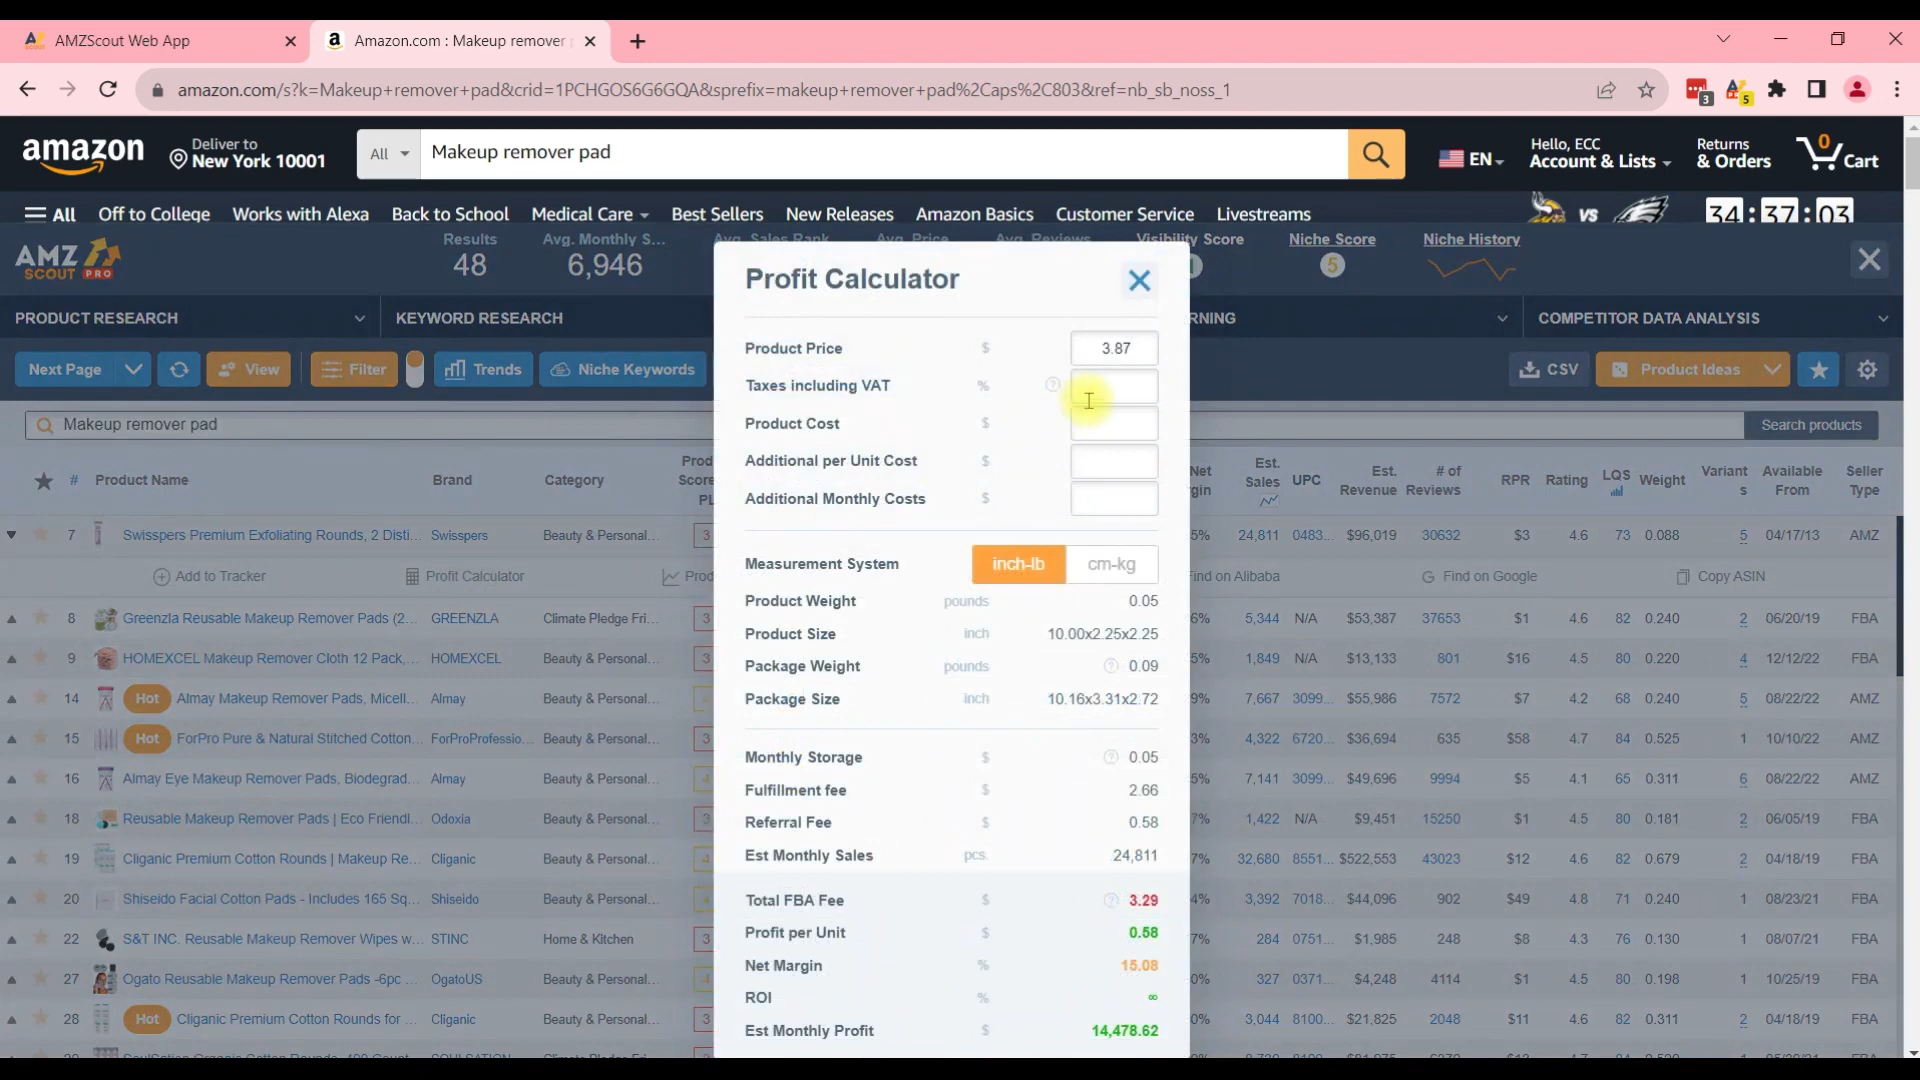 AMZScout Web App
Amazon.com : Makeup remover p
amazon.com/s?k=Makeup+remover+pad&crid=1PCHGOS6G6GQA&sprefix=makeup+remover+pad%2Caps%2C803&ref=nb_sb_noss_1
3
5
amazon
Deliver to
New York 10001
All
Makeup remover pad
EN
Hello, ECC
Account & Lists
Returns
& Orders
0
Cart
All Off to College Works with Alexa Back to School Medical Care Best Sellers New Releases Amazon Basics Customer Service Livestreams
VS
34:37:03
AMZ
SCOUT PRO
Results
48
Avg. Monthly S...
6,946
Avg. Sales Rank
Avg. Price
Avg. Reviews
Visibility Score
Niche Score
5
Niche History
PRODUCT RESEARCH
KEYWORD RESEARCH
RNING
COMPETITOR DATA ANALYSIS
Next Page
View
Filter
Trends
Niche Keywords
CSV
Product Ideas
Makeup remover pad
Search products
# Product Name Brand Category
Est. Sales UPC Est. Revenue # of Reviews RPR Rating LQS Weight Variants Available From Seller Type
7 Swisspers Premium Exfoliating Rounds, 2 Disti... Swisspers Beauty & Personal... 3 5% 24,811 0483... $96,019 30632 $3 4.6 73 0.088 5 04/17/13 AMZ
Add to Tracker Profit Calculator Prod ind on Alibaba Find on Google Copy ASIN
8 Greenzla Reusable Makeup Remover Pads (2... GREENZLA Climate Pledge Fri... 3 6% 5,344 N/A $53,387 37653 $1 4.6 82 0.240 2 06/20/19 FBA
9 HOMEXCEL Makeup Remover Cloth 12 Pack,... HOMEXCEL Beauty & Personal... 3 5% 1,849 N/A $13,133 801 $16 4.5 80 0.220 4 12/12/22 FBA
14 Hot Almay Makeup Remover Pads, Micell... Almay Beauty & Personal... 9% 7,667 3099... $55,986 7572 $7 4.2 68 0.240 5 08/22/22 AMZ
15 Hot ForPro Pure & Natural Stitched Cotton... ForProProfessio... Beauty & Personal... 3 3% 4,322 6720... $36,694 635 $58 4.7 84 0.525 1 10/10/22 AMZ
16 Almay Eye Makeup Remover Pads, Biodegrad... Almay Beauty & Personal... 4 5% 7,141 3099... $49,696 9994 $5 4.1 65 0.311 6 08/22/22 AMZ
18 Reusable Makeup Remover Pads | Eco Friendl... Odoxia Beauty & Personal... 3 7% 1,422 N/A $9,451 15250 $1 4.5 80 0.181 2 06/05/19 FBA
19 Cliganic Premium Cotton Rounds | Makeup Re... Cliganic Beauty & Personal... 4 7% 32,680 8551... $522,553 43023 $12 4.6 82 0.679 2 04/18/19 FBA
20 Shiseido Facial Cotton Pads - Includes 165 Sq... Shiseido Beauty & Personal... 4 4% 3,392 7018... $44,096 902 $49 4.8 71 0.240 1 08/23/21 FBA
22 S&T INC. Reusable Makeup Remover Wipes w... STINC Home & Kitchen 3 7% 284 0751... $1,985 248 $8 4.3 76 0.130 1 08/07/21 FBA
27 Ogato Reusable Makeup Remover Pads -6pc ... OgatoUS Beauty & Personal... 4 0% 327 0371... $4,248 4114 $1 4.5 80 0.198 1 10/25/19 FBA
28 Hot Cliganic Premium Cotton Rounds for ... Cliganic Beauty & Personal... 3 0% 3,044 8100... $21,825 2048 $11 4.6 82 0.311 2 04/18/19 FBA
Profit Calculator
Product Price $ 3.87
Taxes including VAT %
Product Cost $
Additional per Unit Cost $
Additional Monthly Costs $
Measurement System inch-lb cm-kg
Product Weight pounds 0.05
Product Size inch 10.00x2.25x2.25
Package Weight pounds 0.09
Package Size inch 10.16x3.31x2.72
Monthly Storage $ 0.05
Fulfillment fee $ 2.66
Referral Fee $ 0.58
Est Monthly Sales pcs. 24,811
Total FBA Fee $ 3.29
Profit per Unit $ 0.58
Net Margin % 15.08
ROI % ∞
Est Monthly Profit $ 14,478.62